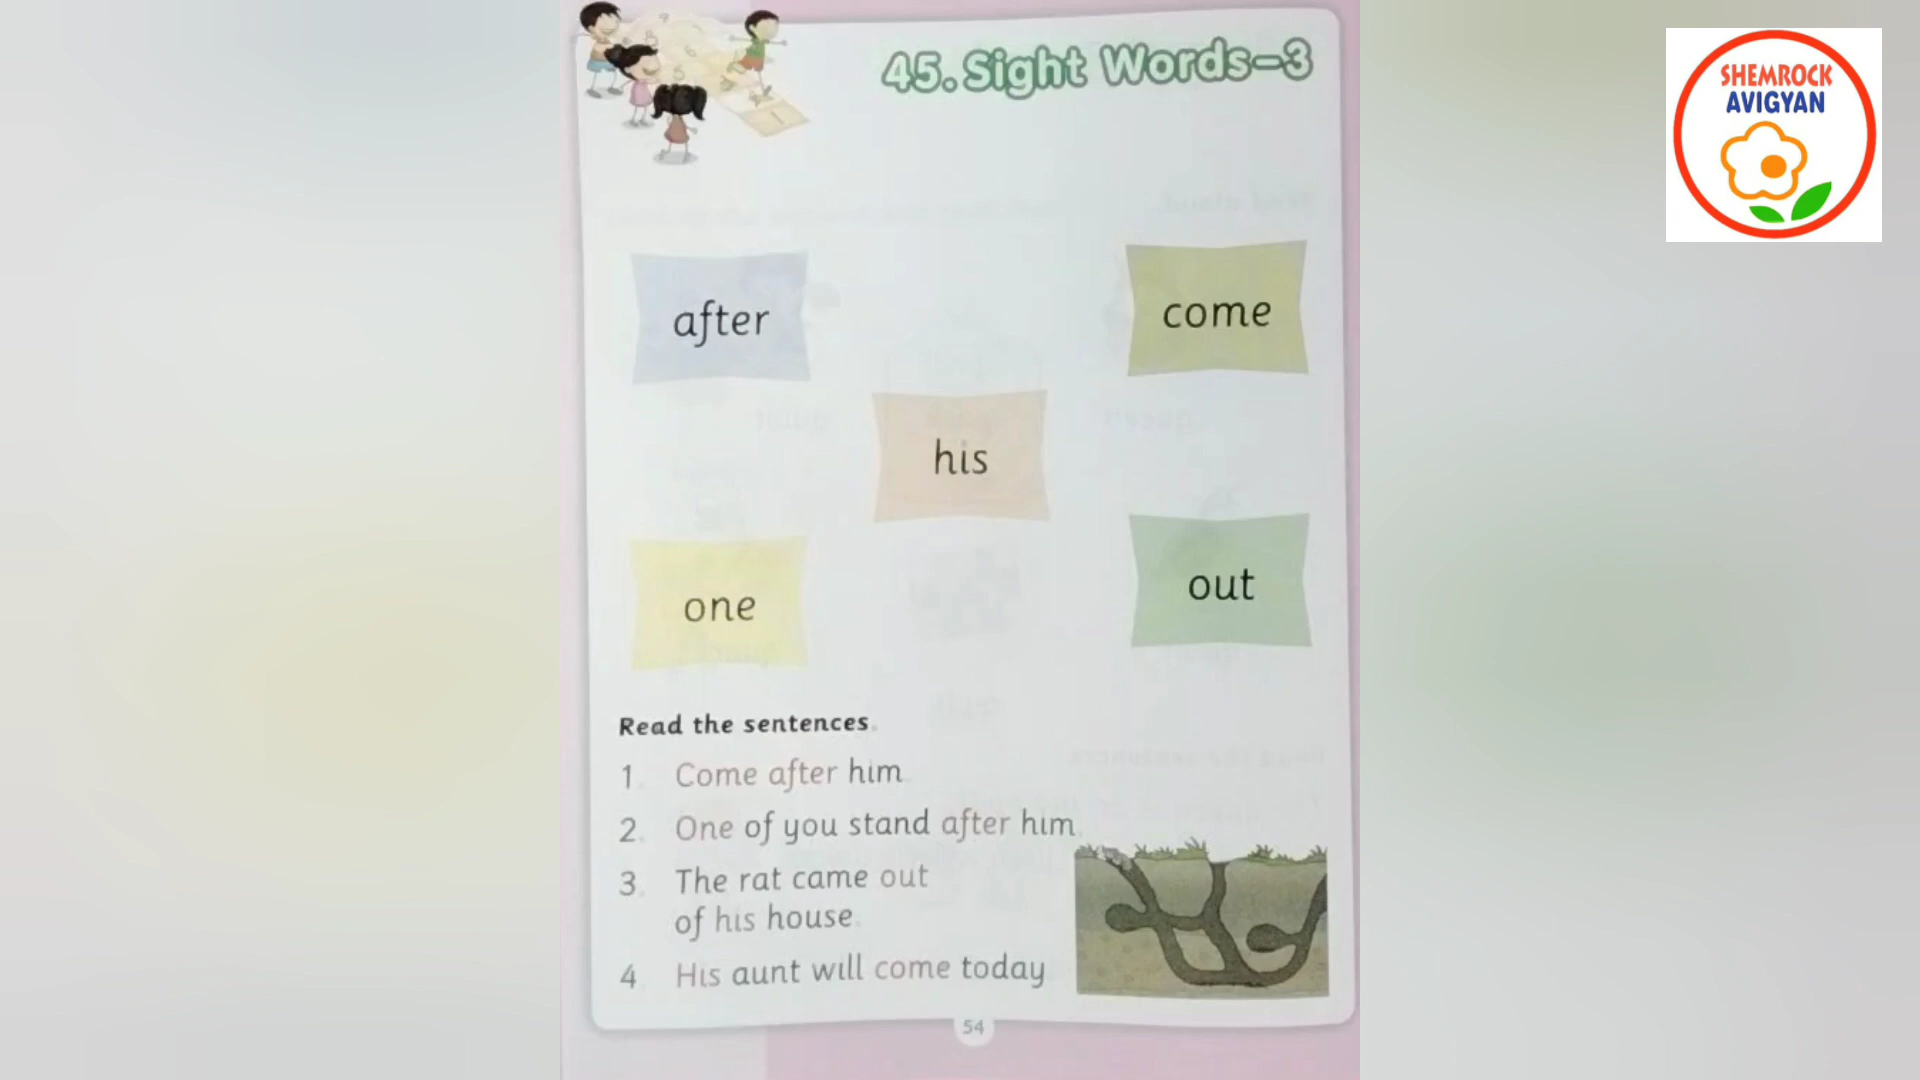 45. Sight Words-3
SHEMROCK
AVIGYAN
after
come
his
one
out
Read the sentences.
1. Come after him.
2. One of you stand after him.
3. The rat came out
of his house.
4. His aunt will come today
54